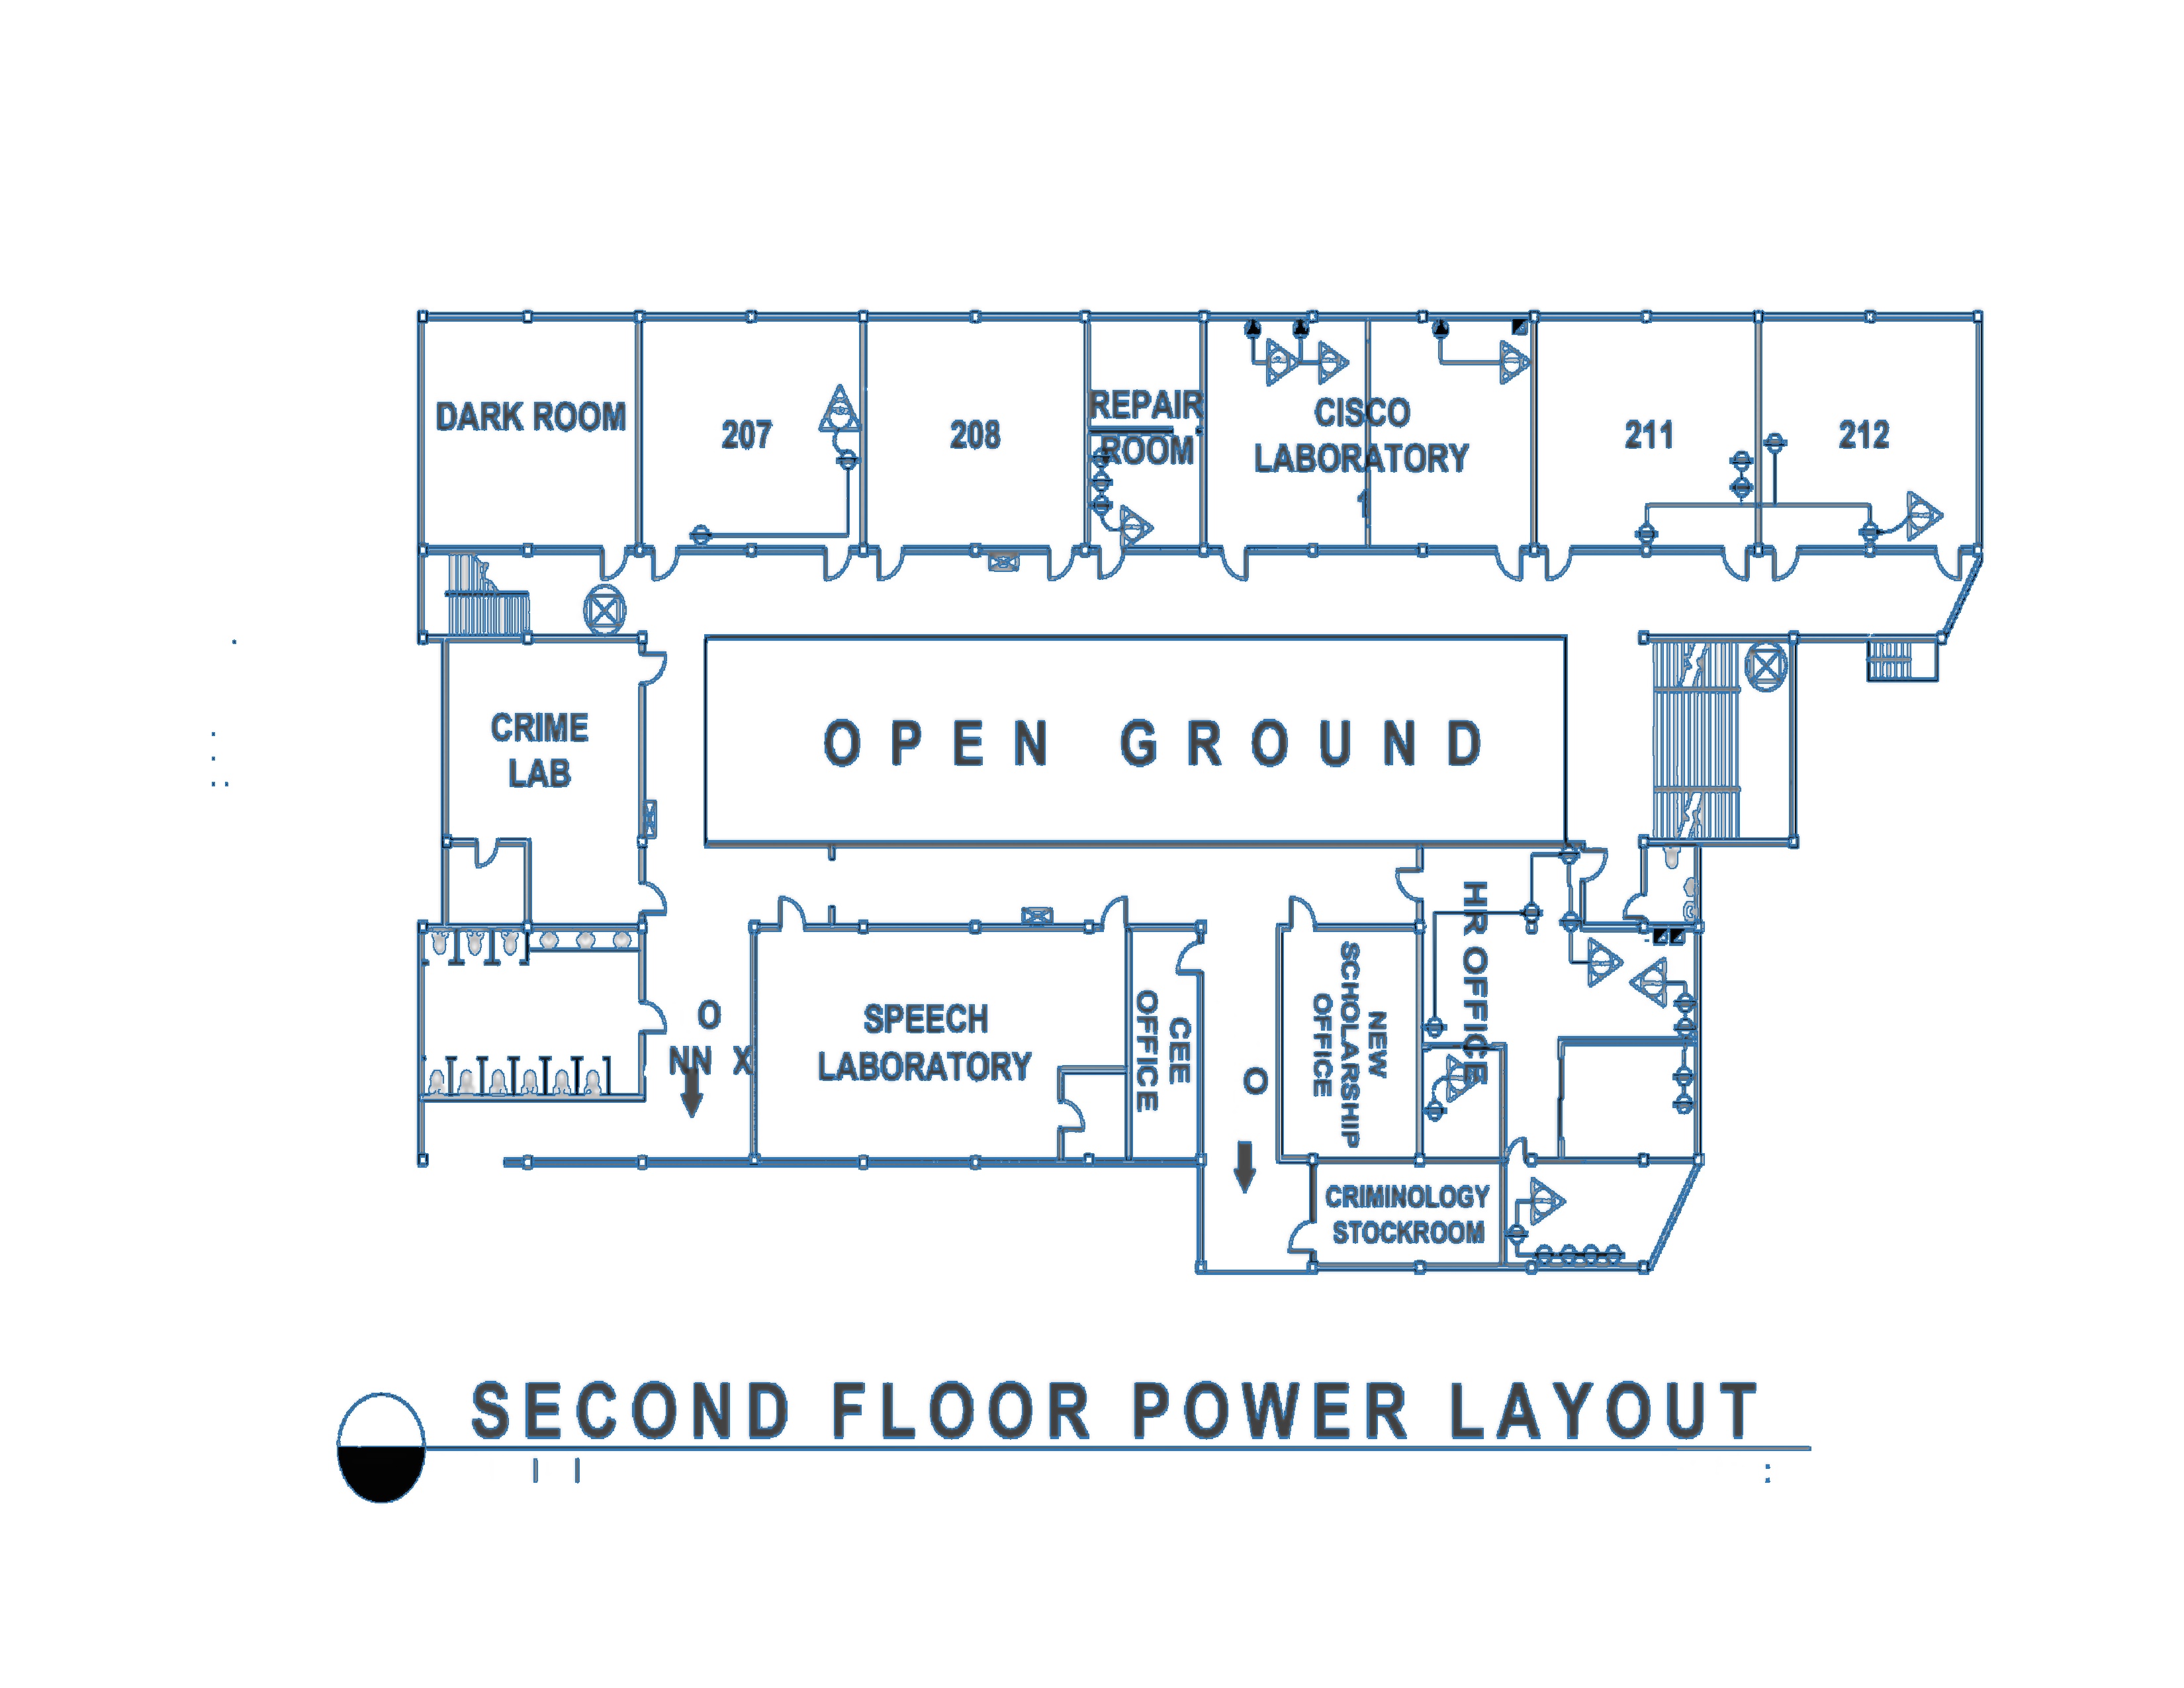 DARK ROOM
207
208
REPAIR
ROOM
CISCO
LABORATORY
1
211
212
CRIME
LAB
OPEN GROUND
O
NN X
SPEECH
LABORATORY
CEE
OFFICE
O
NEW
SCHOLARSHIP
OFFICE
HR OFFICE
CRIMINOLOGY
STOCKROOM
SECOND FLOOR POWER LAYOUT